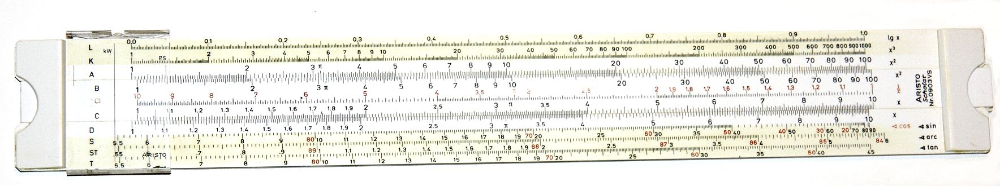 L 0,0 0,1 0,2 0,3 0,4 0,5 0,6 0,7 0,8 0,9 1,0 lg x
kW
K 1 2 3 4 5 6 7 8 9 10 20 30 40 50 60 70 80 90 100 200 300 400 500 600 700 800 900 1000 x³
PS
A 1 2 3 π 4 5 6 7 8 9 10 20 30 40 50 60 70 80 90 100 x²
B 1 2 3 π 4 5 6 7 8 9 10 20 30 40 50 60 70 80 90 100 x²
CI 10 9 8 7 6 5 4 3,5 π 3 2,5 2 1,9 1,8 1,7 1,6 1,5 1,4 1,3 1,2 1,1 1 1/x
C 1 1.1 1.2 1.3 1.4 1.5 1.6 1.7 1.8 1.9 2 2.5 3 π 3.5 4 5 6 7 8 9 10 x
D 1 1.1 1.2 1.3 1.4 1.5 1.6 1.7 1.8 1.9 2 2.5 3 π 3.5 4 5 6 7 8 9 10 x
S 5.5 6 7 8 9 80 10 11 12 13 14 15 16 17 18 19 70 20 25 60 30 35 50 40 40 50 30 60 20 70 80 90 ∢ cos ∢ sin
ST .55 .6 .7 .8 .9 89 1 1.1 1.2 1.3 1.4 1.5 1.6 1.7 1.8 1.9 88 2 2.5 87 3 3.5 86 4 85 5 84 6 ∢ arc
ARISTO
T 5.5 6 7 8 9 80 10 11 12 13 14 15 16 17 18 19 70 20 25 60 30 35 50 40 45 ∢ tan
ARISTO
Scholar
Nr.0903VS